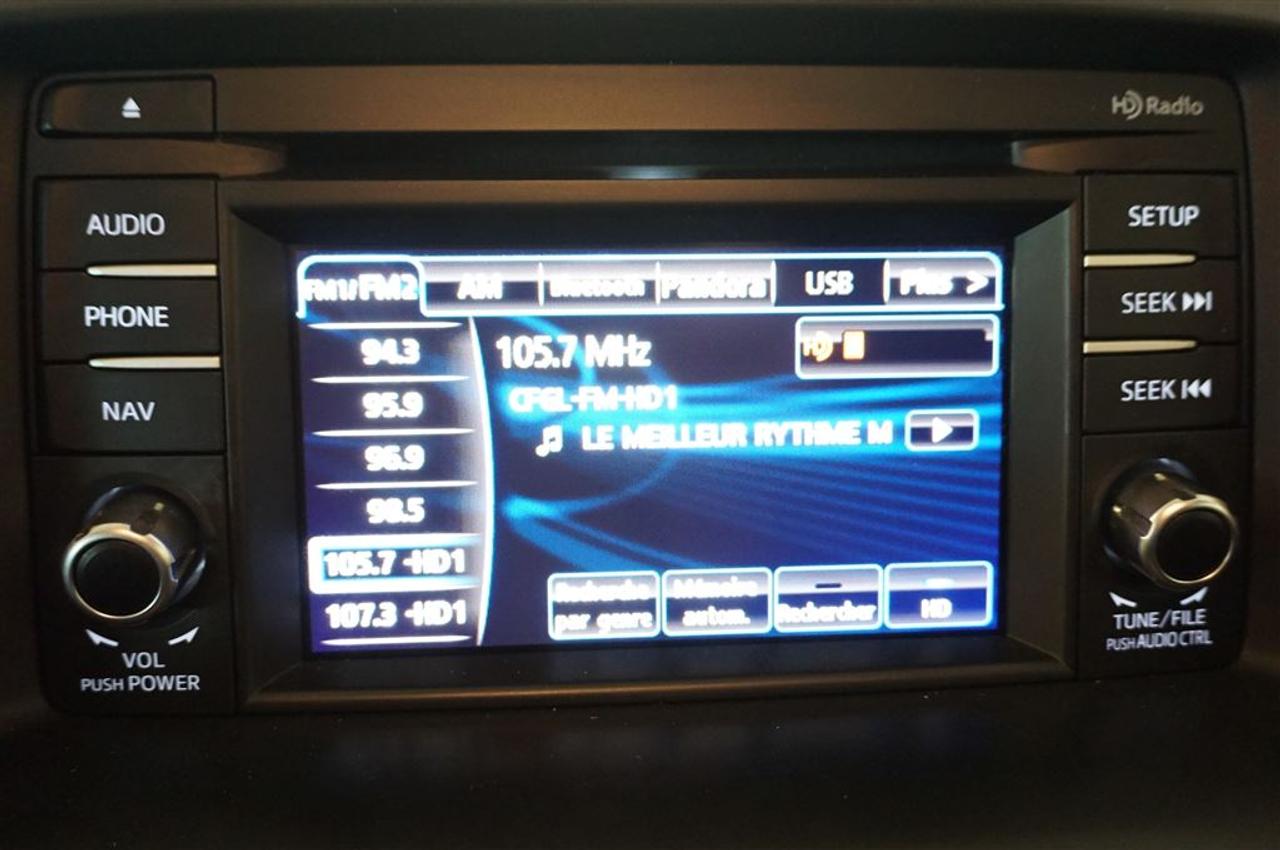 HD Radio
AUDIO
PHONE
NAV
VOL
PUSH POWER
SETUP
SEEK
SEEK
TUNE/FILE
PUSH AUDIO CTRL
FM1/FM2
AM
Bluetooth
Pandora
USB
Plus >
94.3
95.9
96.9
98.5
105.7 -HD1
107.3 -HD1
105.7 MHz
CFGL-FM-HD1
LE MEILLEUR RYTHME M
Recherche
par genre
Mémoire
autom.
Rechercher
HD